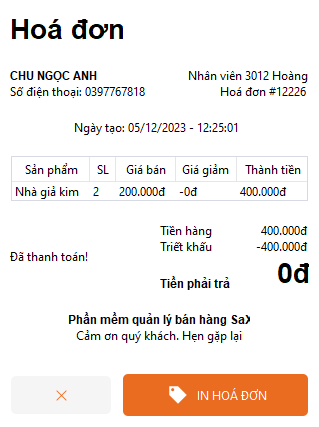 Hoá đơn
CHU NGỌC ANH Nhân viên 3012 Hoàng
Số điện thoại: 0397767818 Hoá đơn #12226
Ngày tạo: 05/12/2023 - 12:25:01
Sản phẩm SL Giá bán Giá giảm Thành tiền
Nhà giả kim 2 200.000đ -0đ 400.000đ
Tiền hàng 400.000đ
Triết khấu -400.000đ
Đã thanh toán!
Tiền phải trả 0đ
Phần mềm quản lý bán hàng SaX
Cảm ơn quý khách. Hẹn gặp lại
IN HOÁ ĐƠN